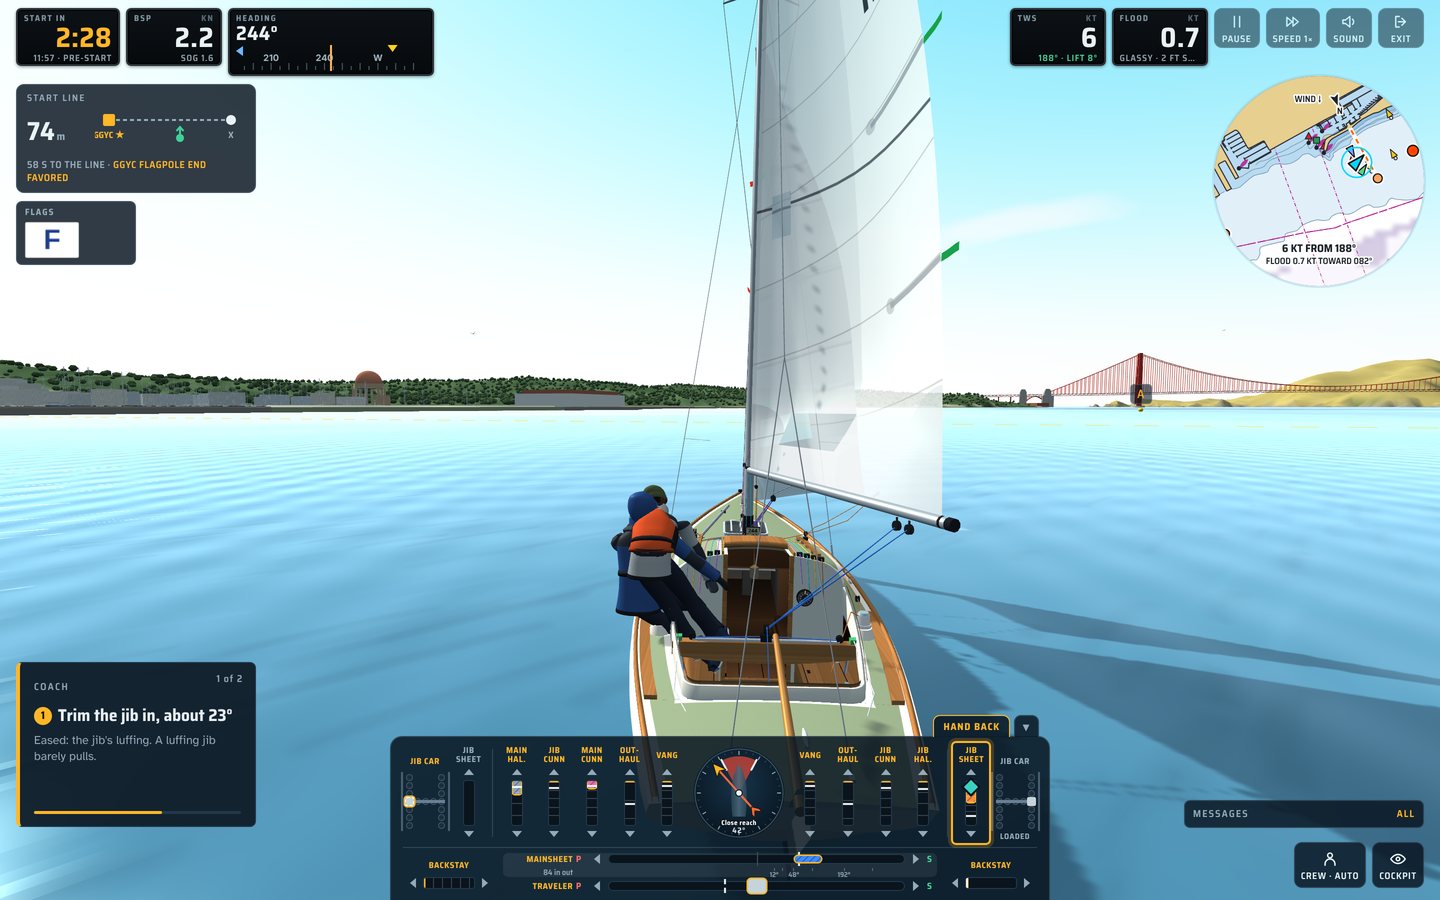 START IN
2:28
11:57 · PRE-START
BSP KN
2.2
SOG 1.6
HEADING
244°
210 240 W
TWS KT
6
188° · LIFT 8°
FLOOD KT
0.7
GLASSY · 2 FT S...
PAUSE
SPEED 1×
SOUND
EXIT
START LINE
74 m
GGYC ★
X
58 S TO THE LINE · GGYC FLAGPOLE END
FAVORED
FLAGS
F
WIND ↓
N
6 KT FROM 188°
FLOOD 0.7 KT TOWARD 082°
A
COACH
1 of 2
1 Trim the jib in, about 23°
Eased: the jib's luffing. A luffing jib
barely pulls.
HAND BACK
▼
JIB CAR
JIB
SHEET
MAIN
HAL.
JIB
CUNN
MAIN
CUNN
OUT-
HAUL
VANG
Close reach
42°
VANG
OUT-
HAUL
JIB
CUNN
JIB
HAL.
JIB
SHEET
JIB CAR
LOADED
BACKSTAY
MAINSHEET P
S
84 in out
12° 48° 192°
TRAVELER P
S
BACKSTAY
MESSAGES
ALL
CREW · AUTO
COCKPIT